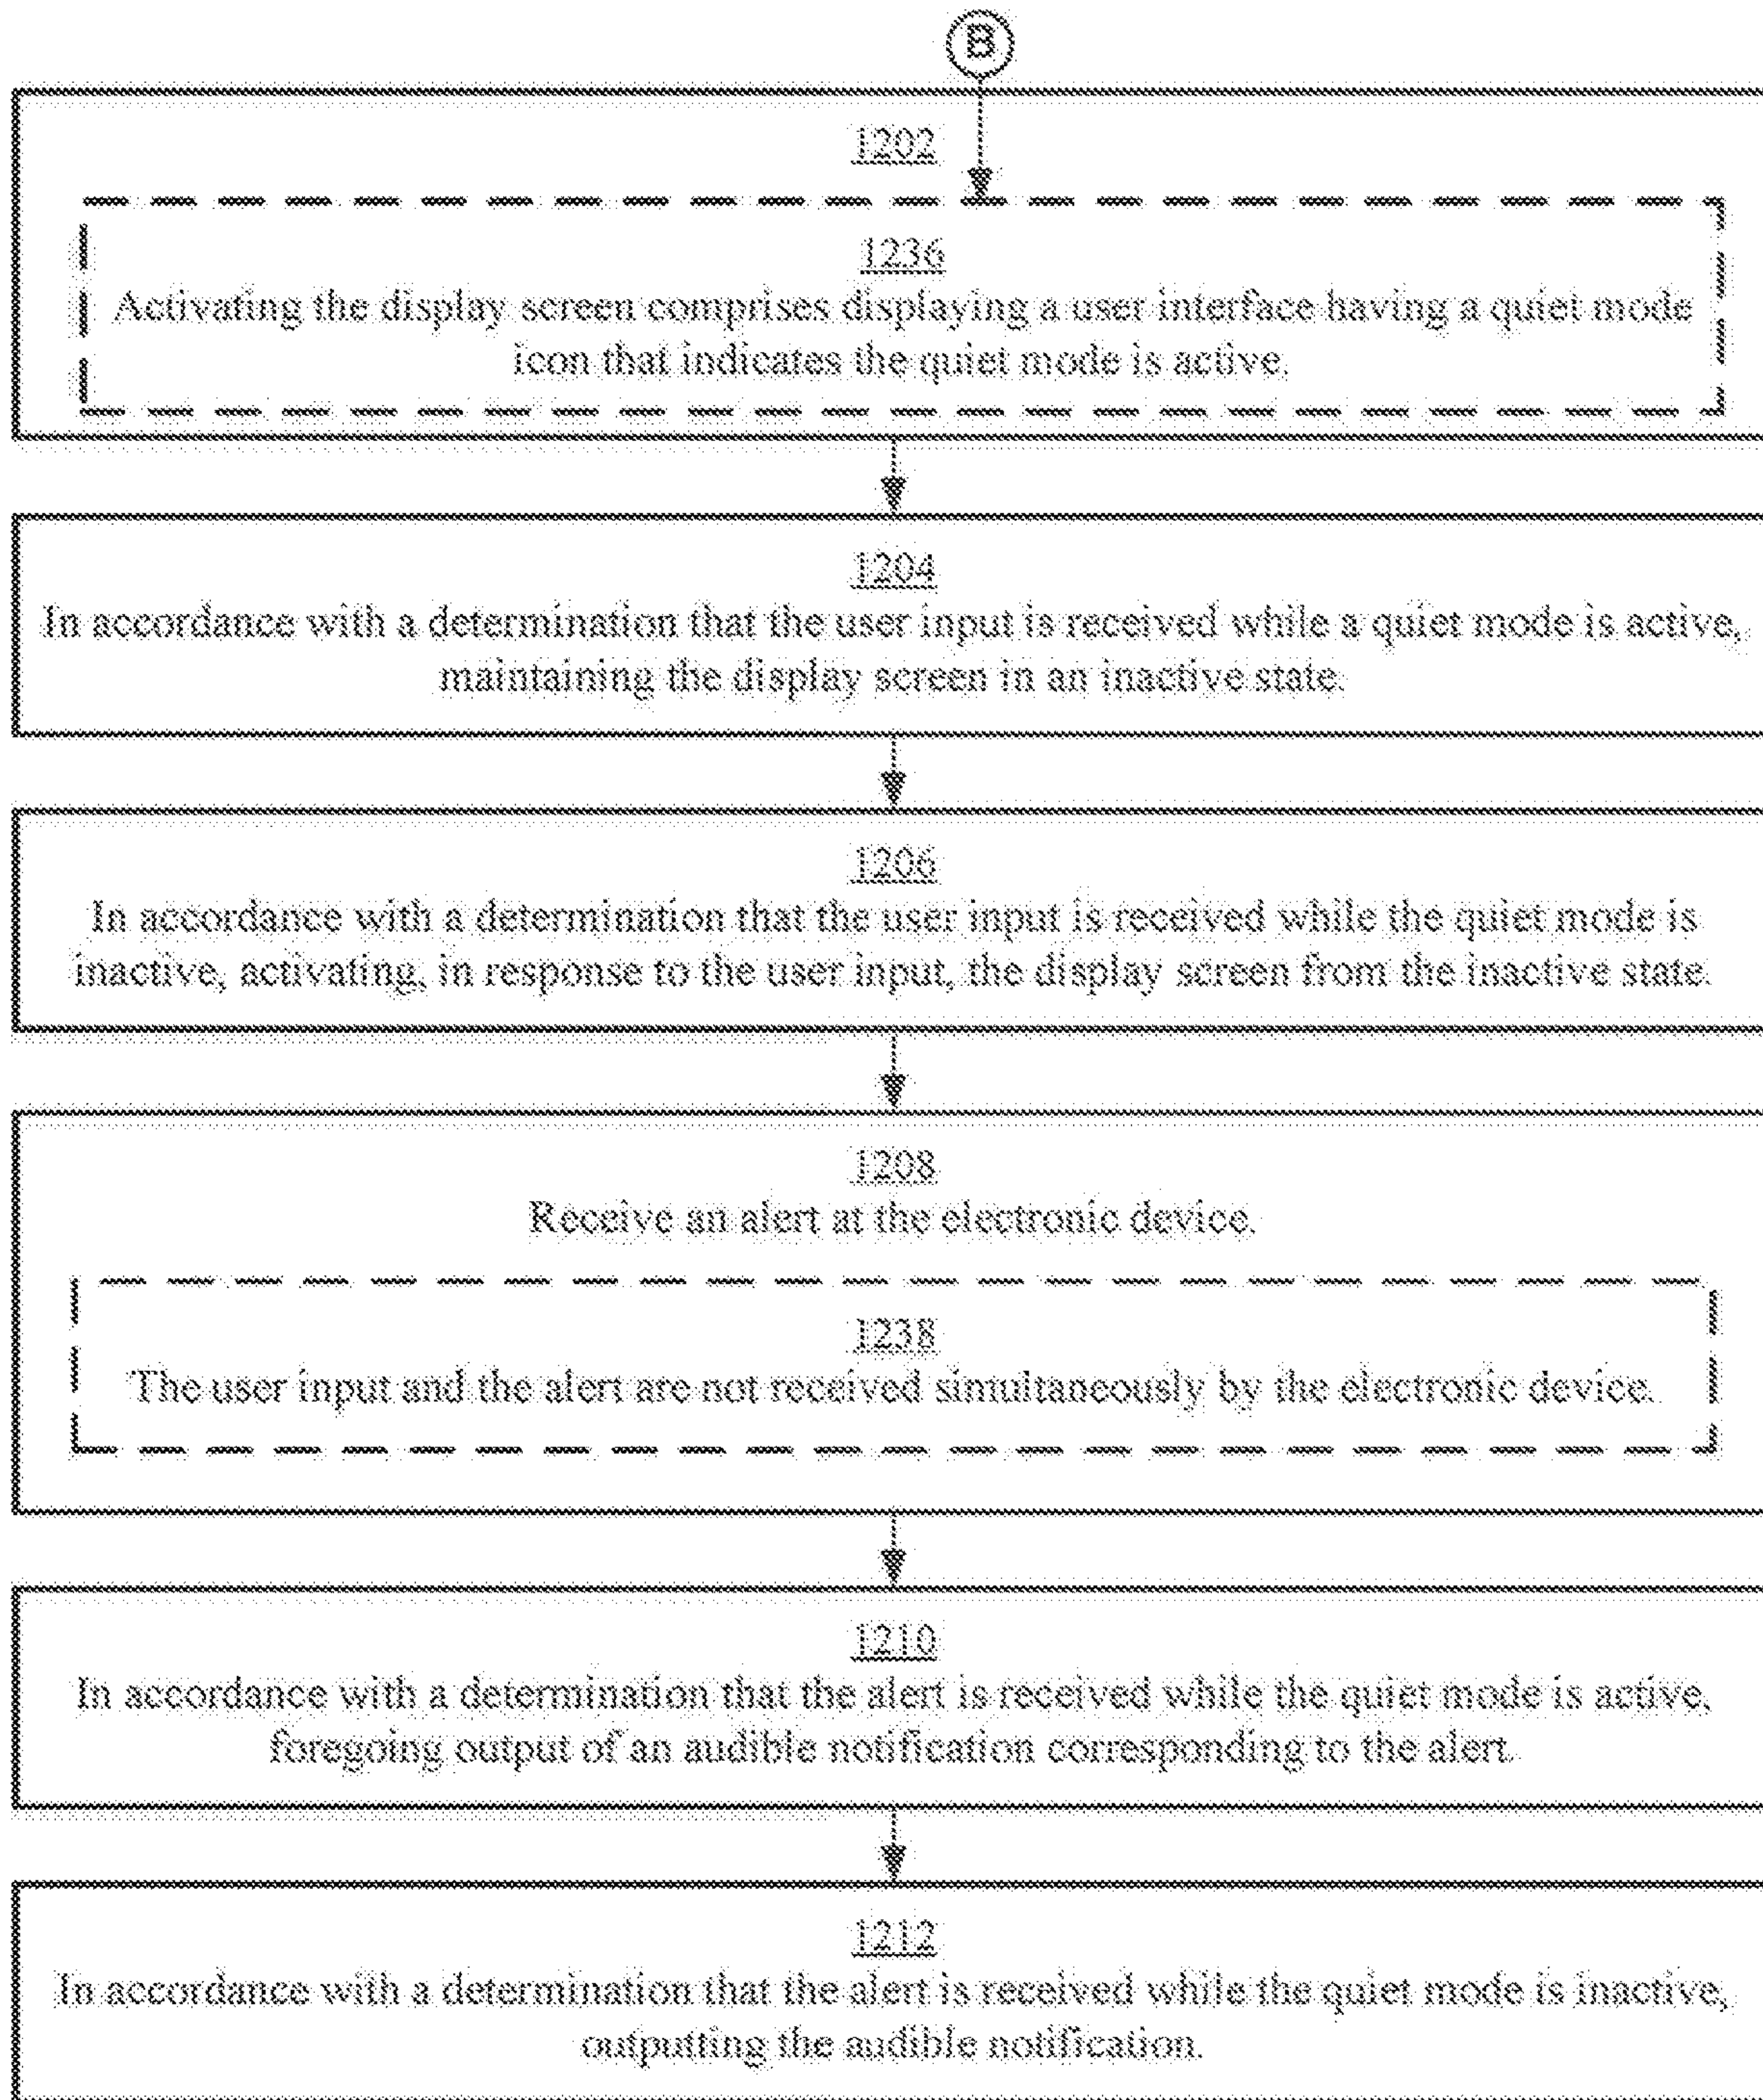 B
1202
1236
Activating the display screen comprises displaying a user interface having a quiet mode
icon that indicates the quiet mode is active.
1204
In accordance with a determination that the user input is received while a quiet mode is active,
maintaining the display screen in an inactive state.
1206
In accordance with a determination that the user input is received while the quiet mode is
inactive, activating, in response to the user input, the display screen from the inactive state.
1208
Receive an alert at the electronic device.
1238
The user input and the alert are not received simultaneously by the electronic device.
1210
In accordance with a determination that the alert is received while the quiet mode is active,
foregoing output of an audible notification corresponding to the alert.
1212
In accordance with a determination that the alert is received while the quiet mode is inactive,
outputting the audible notification.